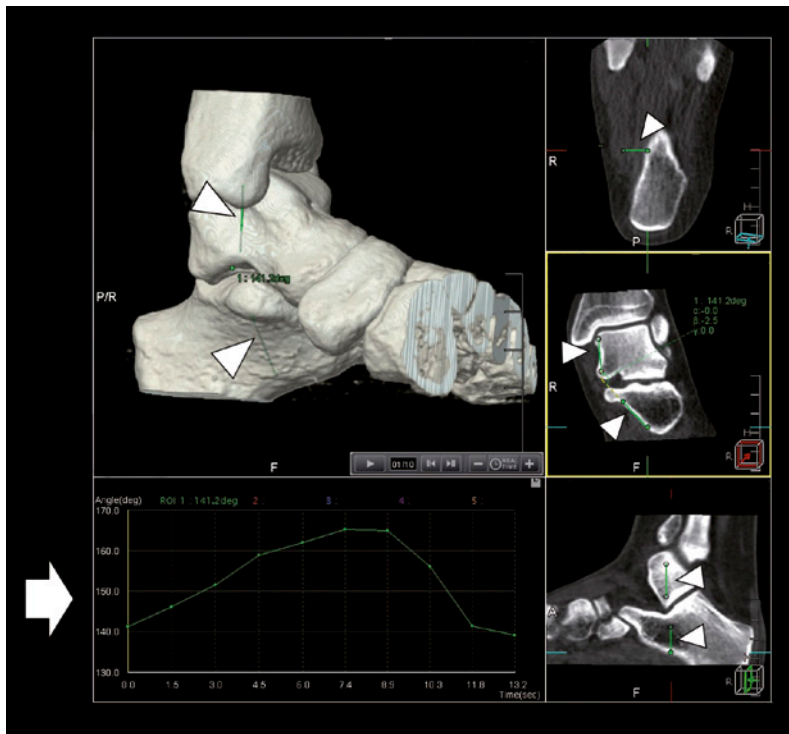 1 : 141.2deg
P/R
F
01/10
REAL
TIME
R
P
R
1 : 141.2deg
α:-0.0
β:-2.5
γ:0.0
R
F
R
Angle(deg) ROI 1 : 141.2deg 2 : 3 : 4 : 5 :
170.0
160.0
150.0
140.0
130.0
0.0 1.5 3.0 4.5 6.0 7.4 8.9 10.3 11.8 13.2
Time(sec)
A
R
F